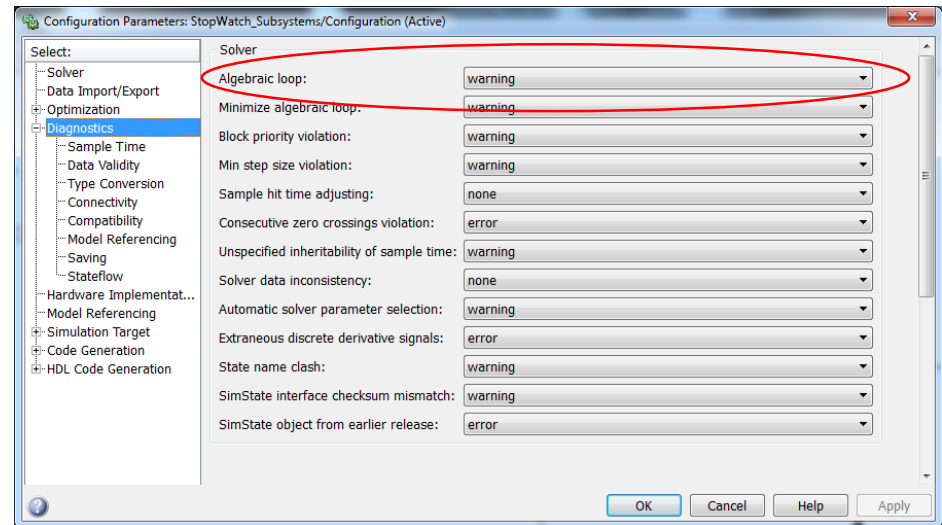 Configuration Parameters: StopWatch_Subsystems/Configuration (Active)
Select:
Solver
Data Import/Export
Optimization
Diagnostics
Sample Time
Data Validity
Type Conversion
Connectivity
Compatibility
Model Referencing
Saving
Stateflow
Hardware Implementat...
Model Referencing
Simulation Target
Code Generation
HDL Code Generation
Solver
Algebraic loop: warning
Minimize algebraic loop: warning
Block priority violation: warning
Min step size violation: warning
Sample hit time adjusting: none
Consecutive zero crossings violation: error
Unspecified inheritability of sample time: warning
Solver data inconsistency: none
Automatic solver parameter selection: warning
Extraneous discrete derivative signals: error
State name clash: warning
SimState interface checksum mismatch: warning
SimState object from earlier release: error
OK Cancel Help Apply